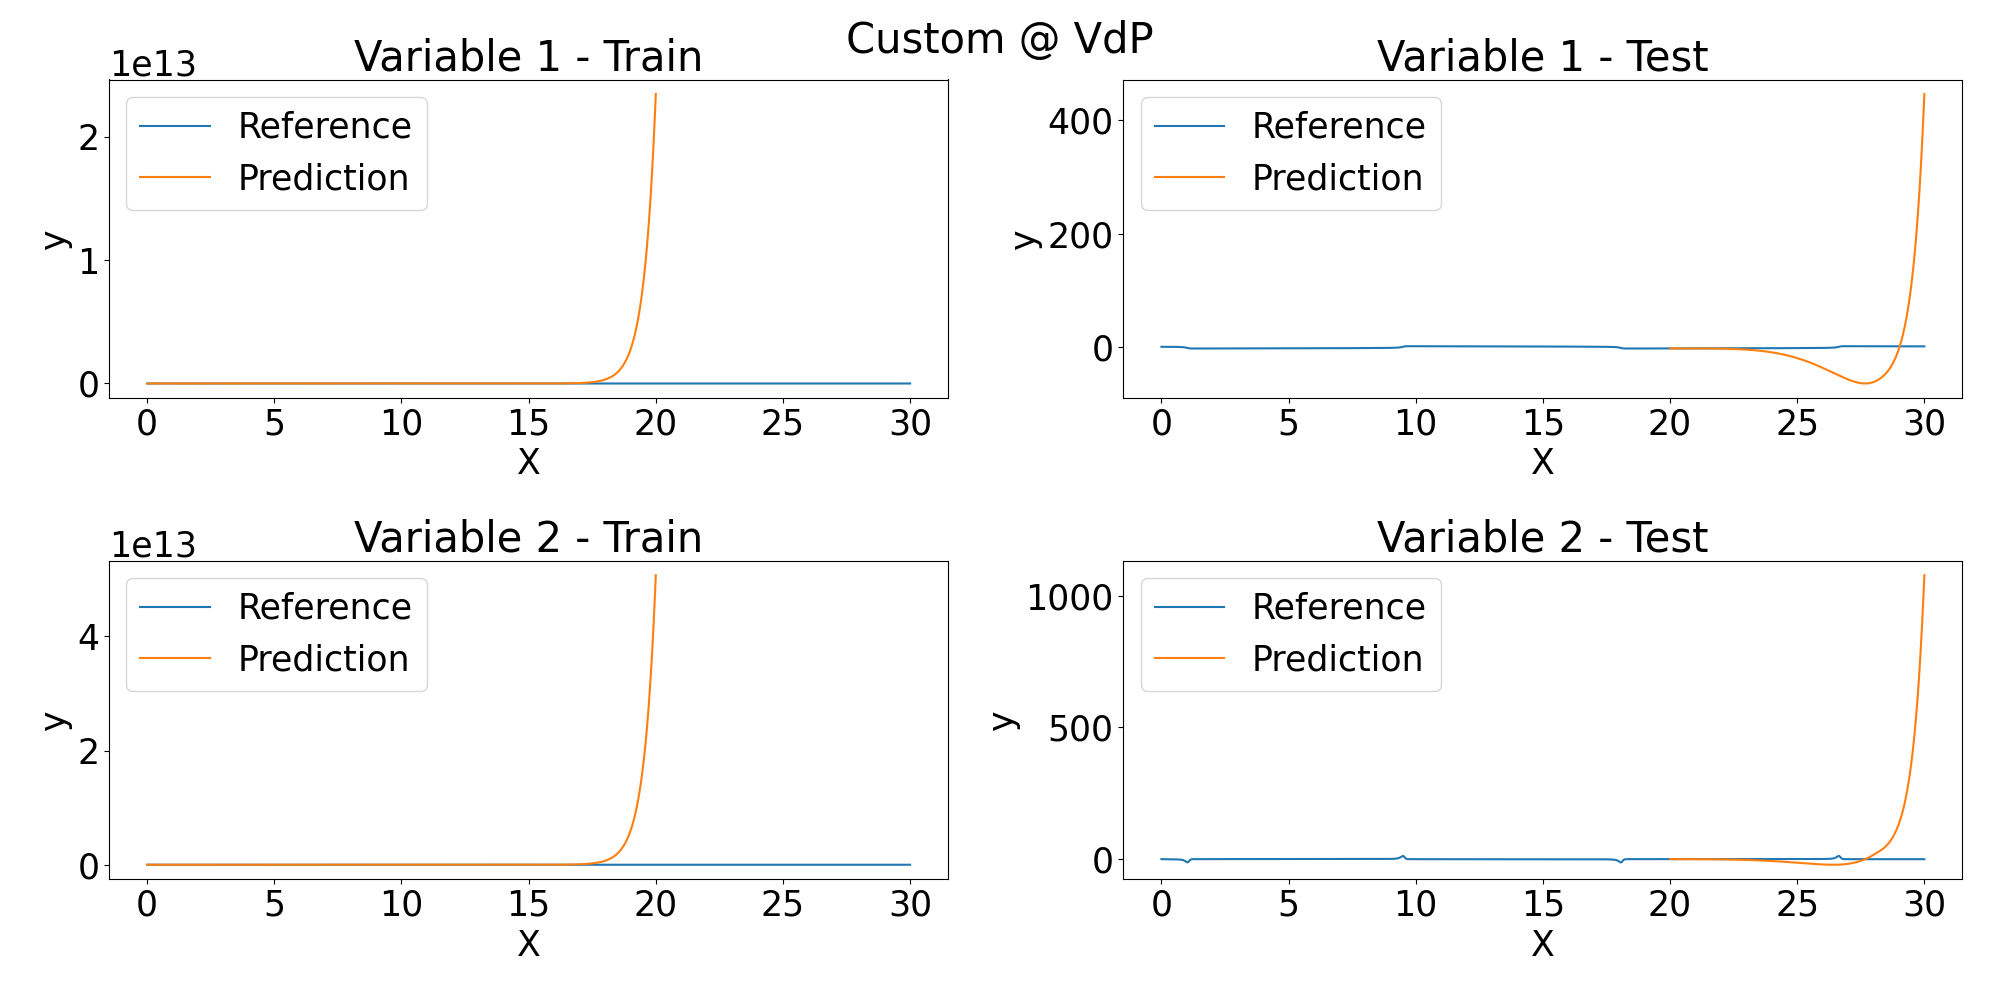 Custom @ VdP
Variable 1 - Train
1e13
Reference
Prediction
y
2
1
0
0 5 10 15 20 25 30
X
Variable 1 - Test
Reference
Prediction
y
400
200
0
0 5 10 15 20 25 30
X
Variable 2 - Train
1e13
Reference
Prediction
y
4
2
0
0 5 10 15 20 25 30
X
Variable 2 - Test
Reference
Prediction
y
1000
500
0
0 5 10 15 20 25 30
X